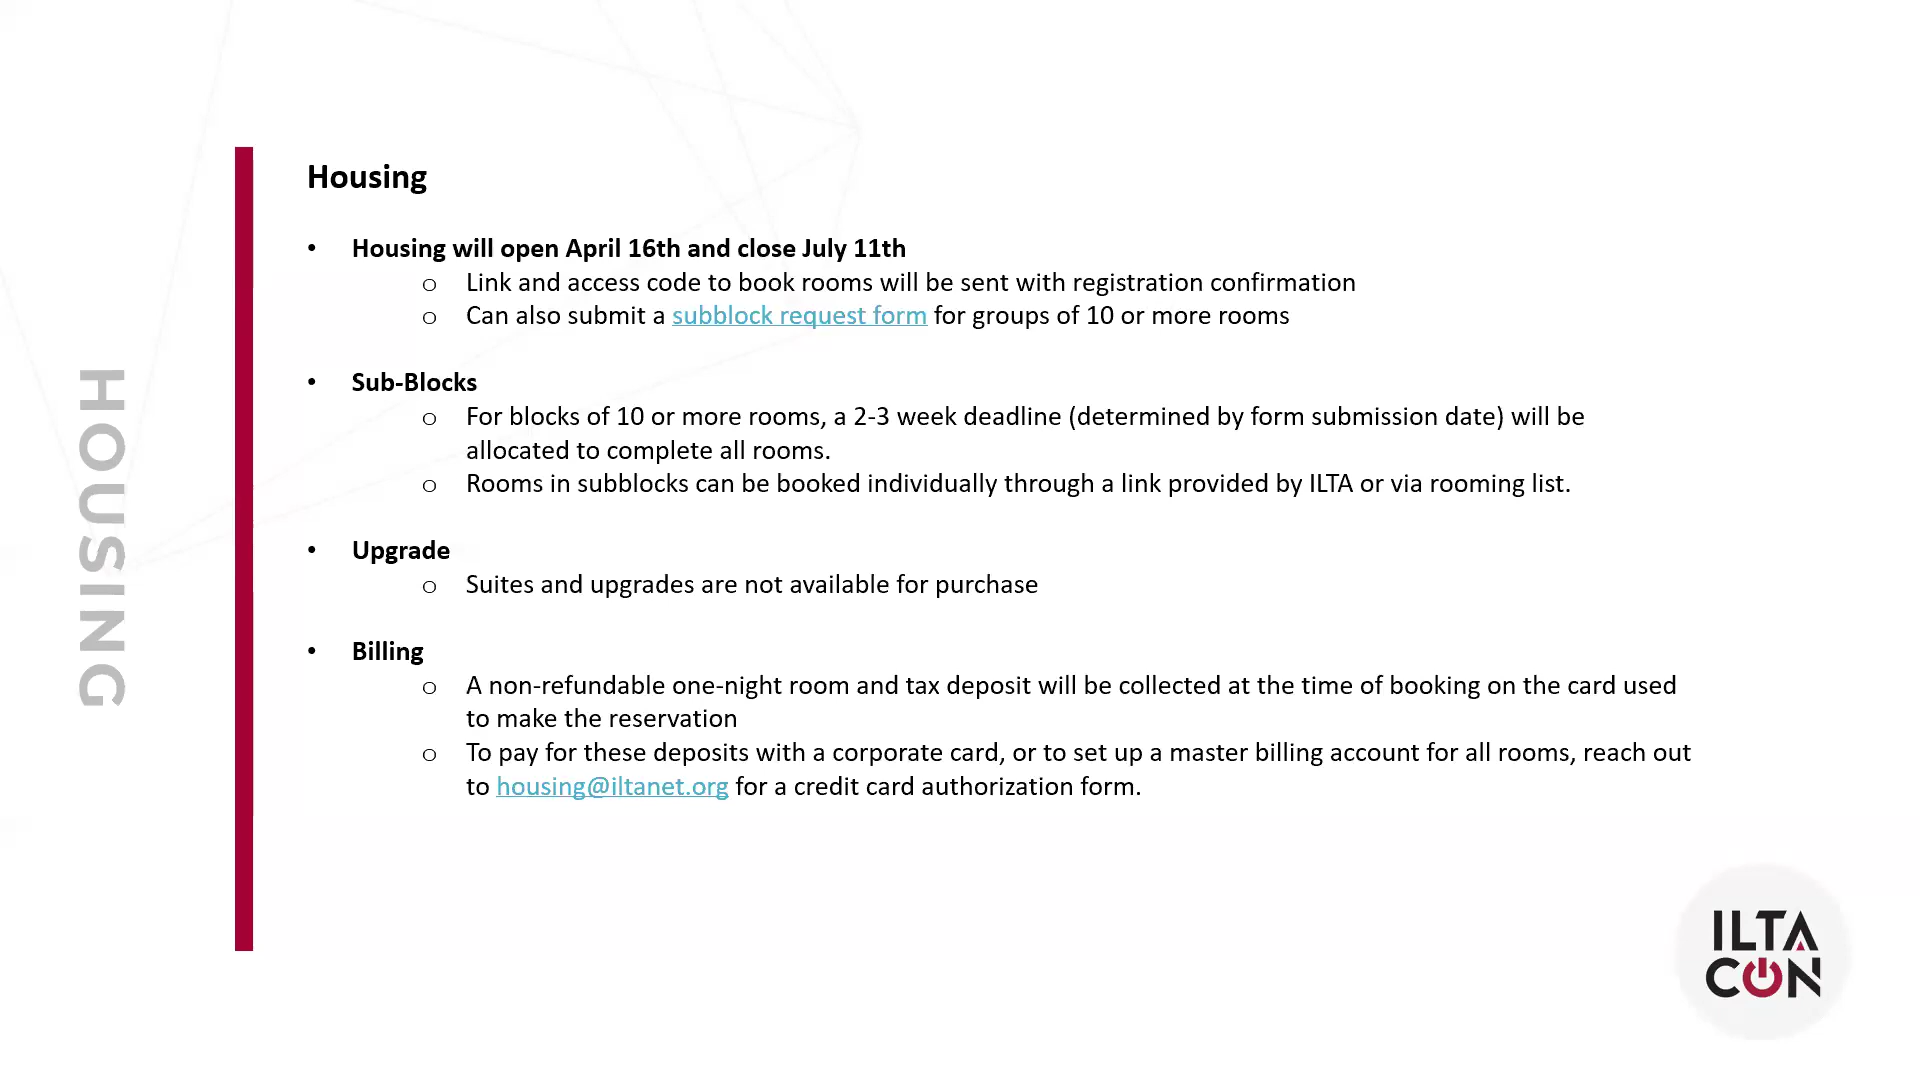 HOUSING
Housing
• Housing will open April 16th and close July 11th
o Link and access code to book rooms will be sent with registration confirmation
o Can also submit a subblock request form for groups of 10 or more rooms
• Sub-Blocks
o For blocks of 10 or more rooms, a 2-3 week deadline (determined by form submission date) will be
allocated to complete all rooms.
o Rooms in subblocks can be booked individually through a link provided by ILTA or via rooming list.
• Upgrade
o Suites and upgrades are not available for purchase
• Billing
o A non-refundable one-night room and tax deposit will be collected at the time of booking on the card used
to make the reservation
o To pay for these deposits with a corporate card, or to set up a master billing account for all rooms, reach out
to housing@iltanet.org for a credit card authorization form.
ILTA
CON